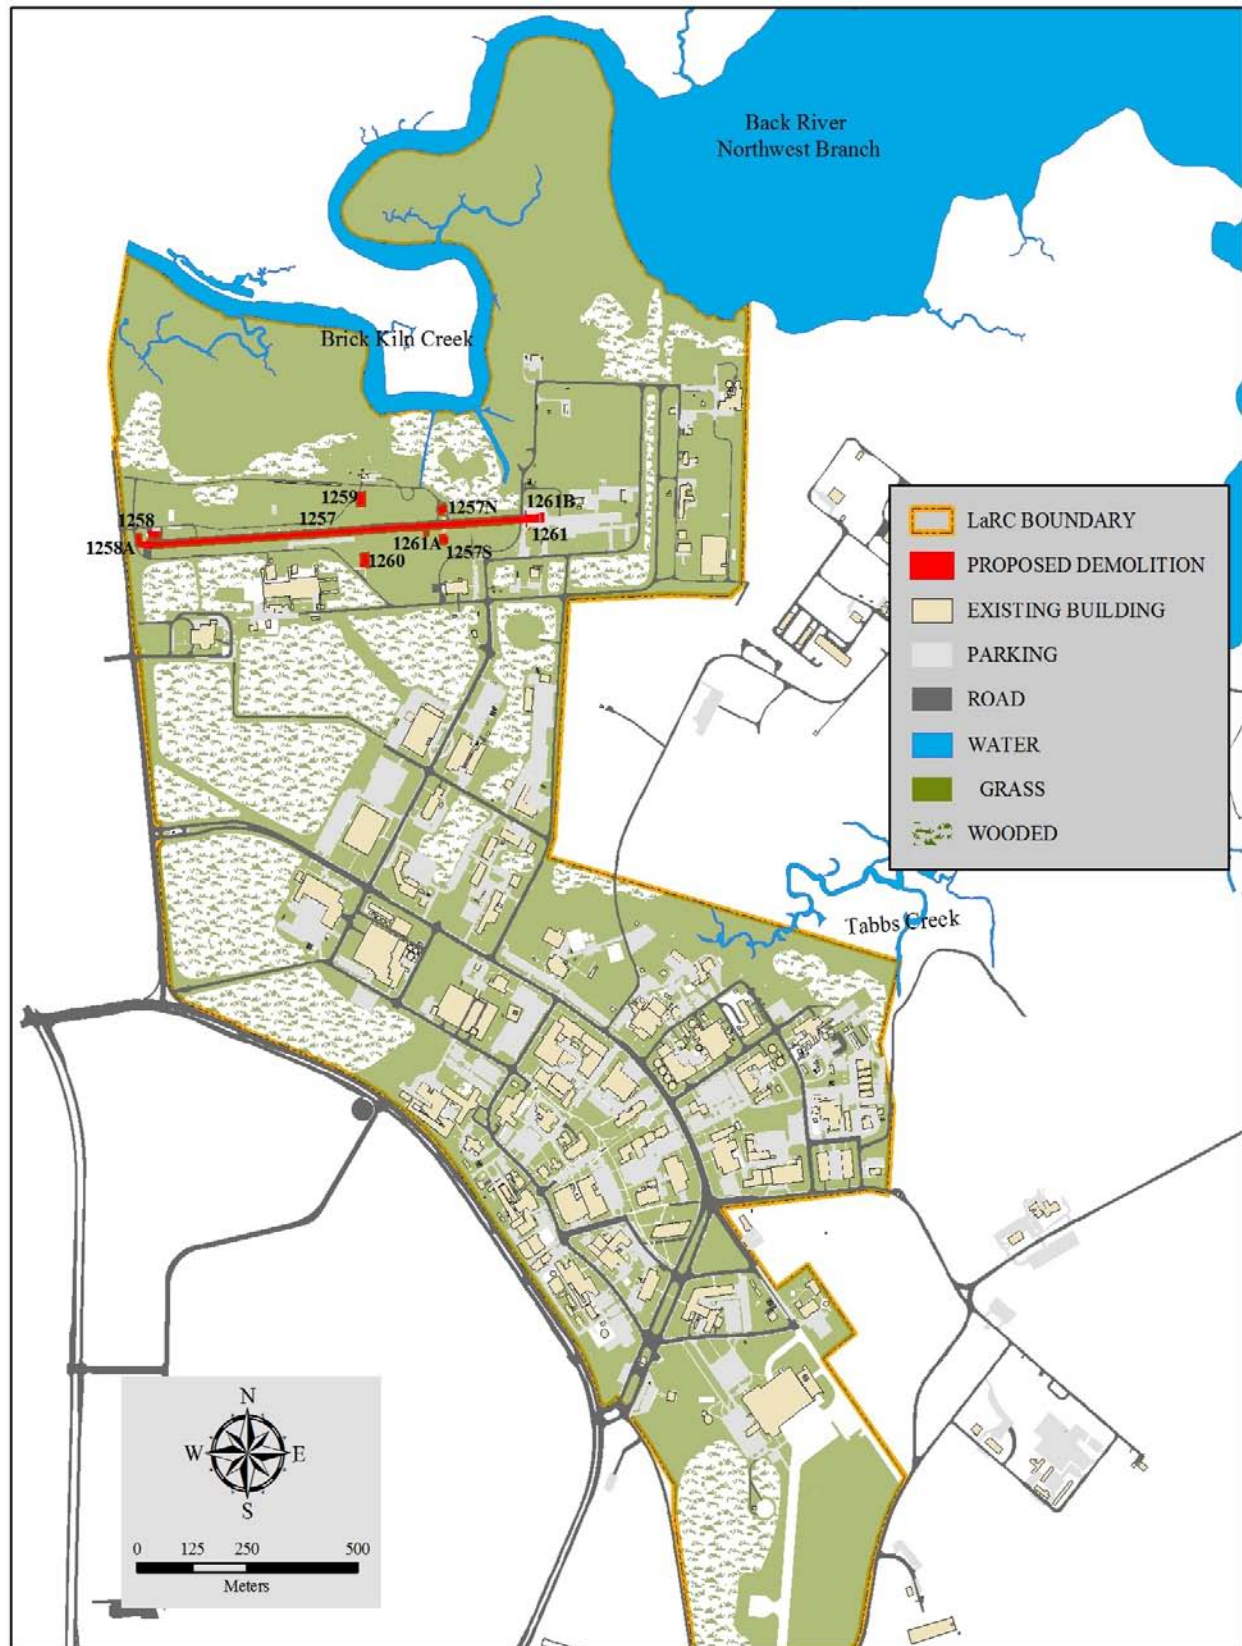 Back River
Northwest Branch
Brick Kiln Creek
1259
1257N
1261B
1258
1257
1261
1258A
1261A
1257S
1260
LaRC BOUNDARY
PROPOSED DEMOLITION
EXISTING BUILDING
PARKING
ROAD
WATER
GRASS
WOODED
Tabbs Creek
N
W E
S
0 125 250 500
Meters